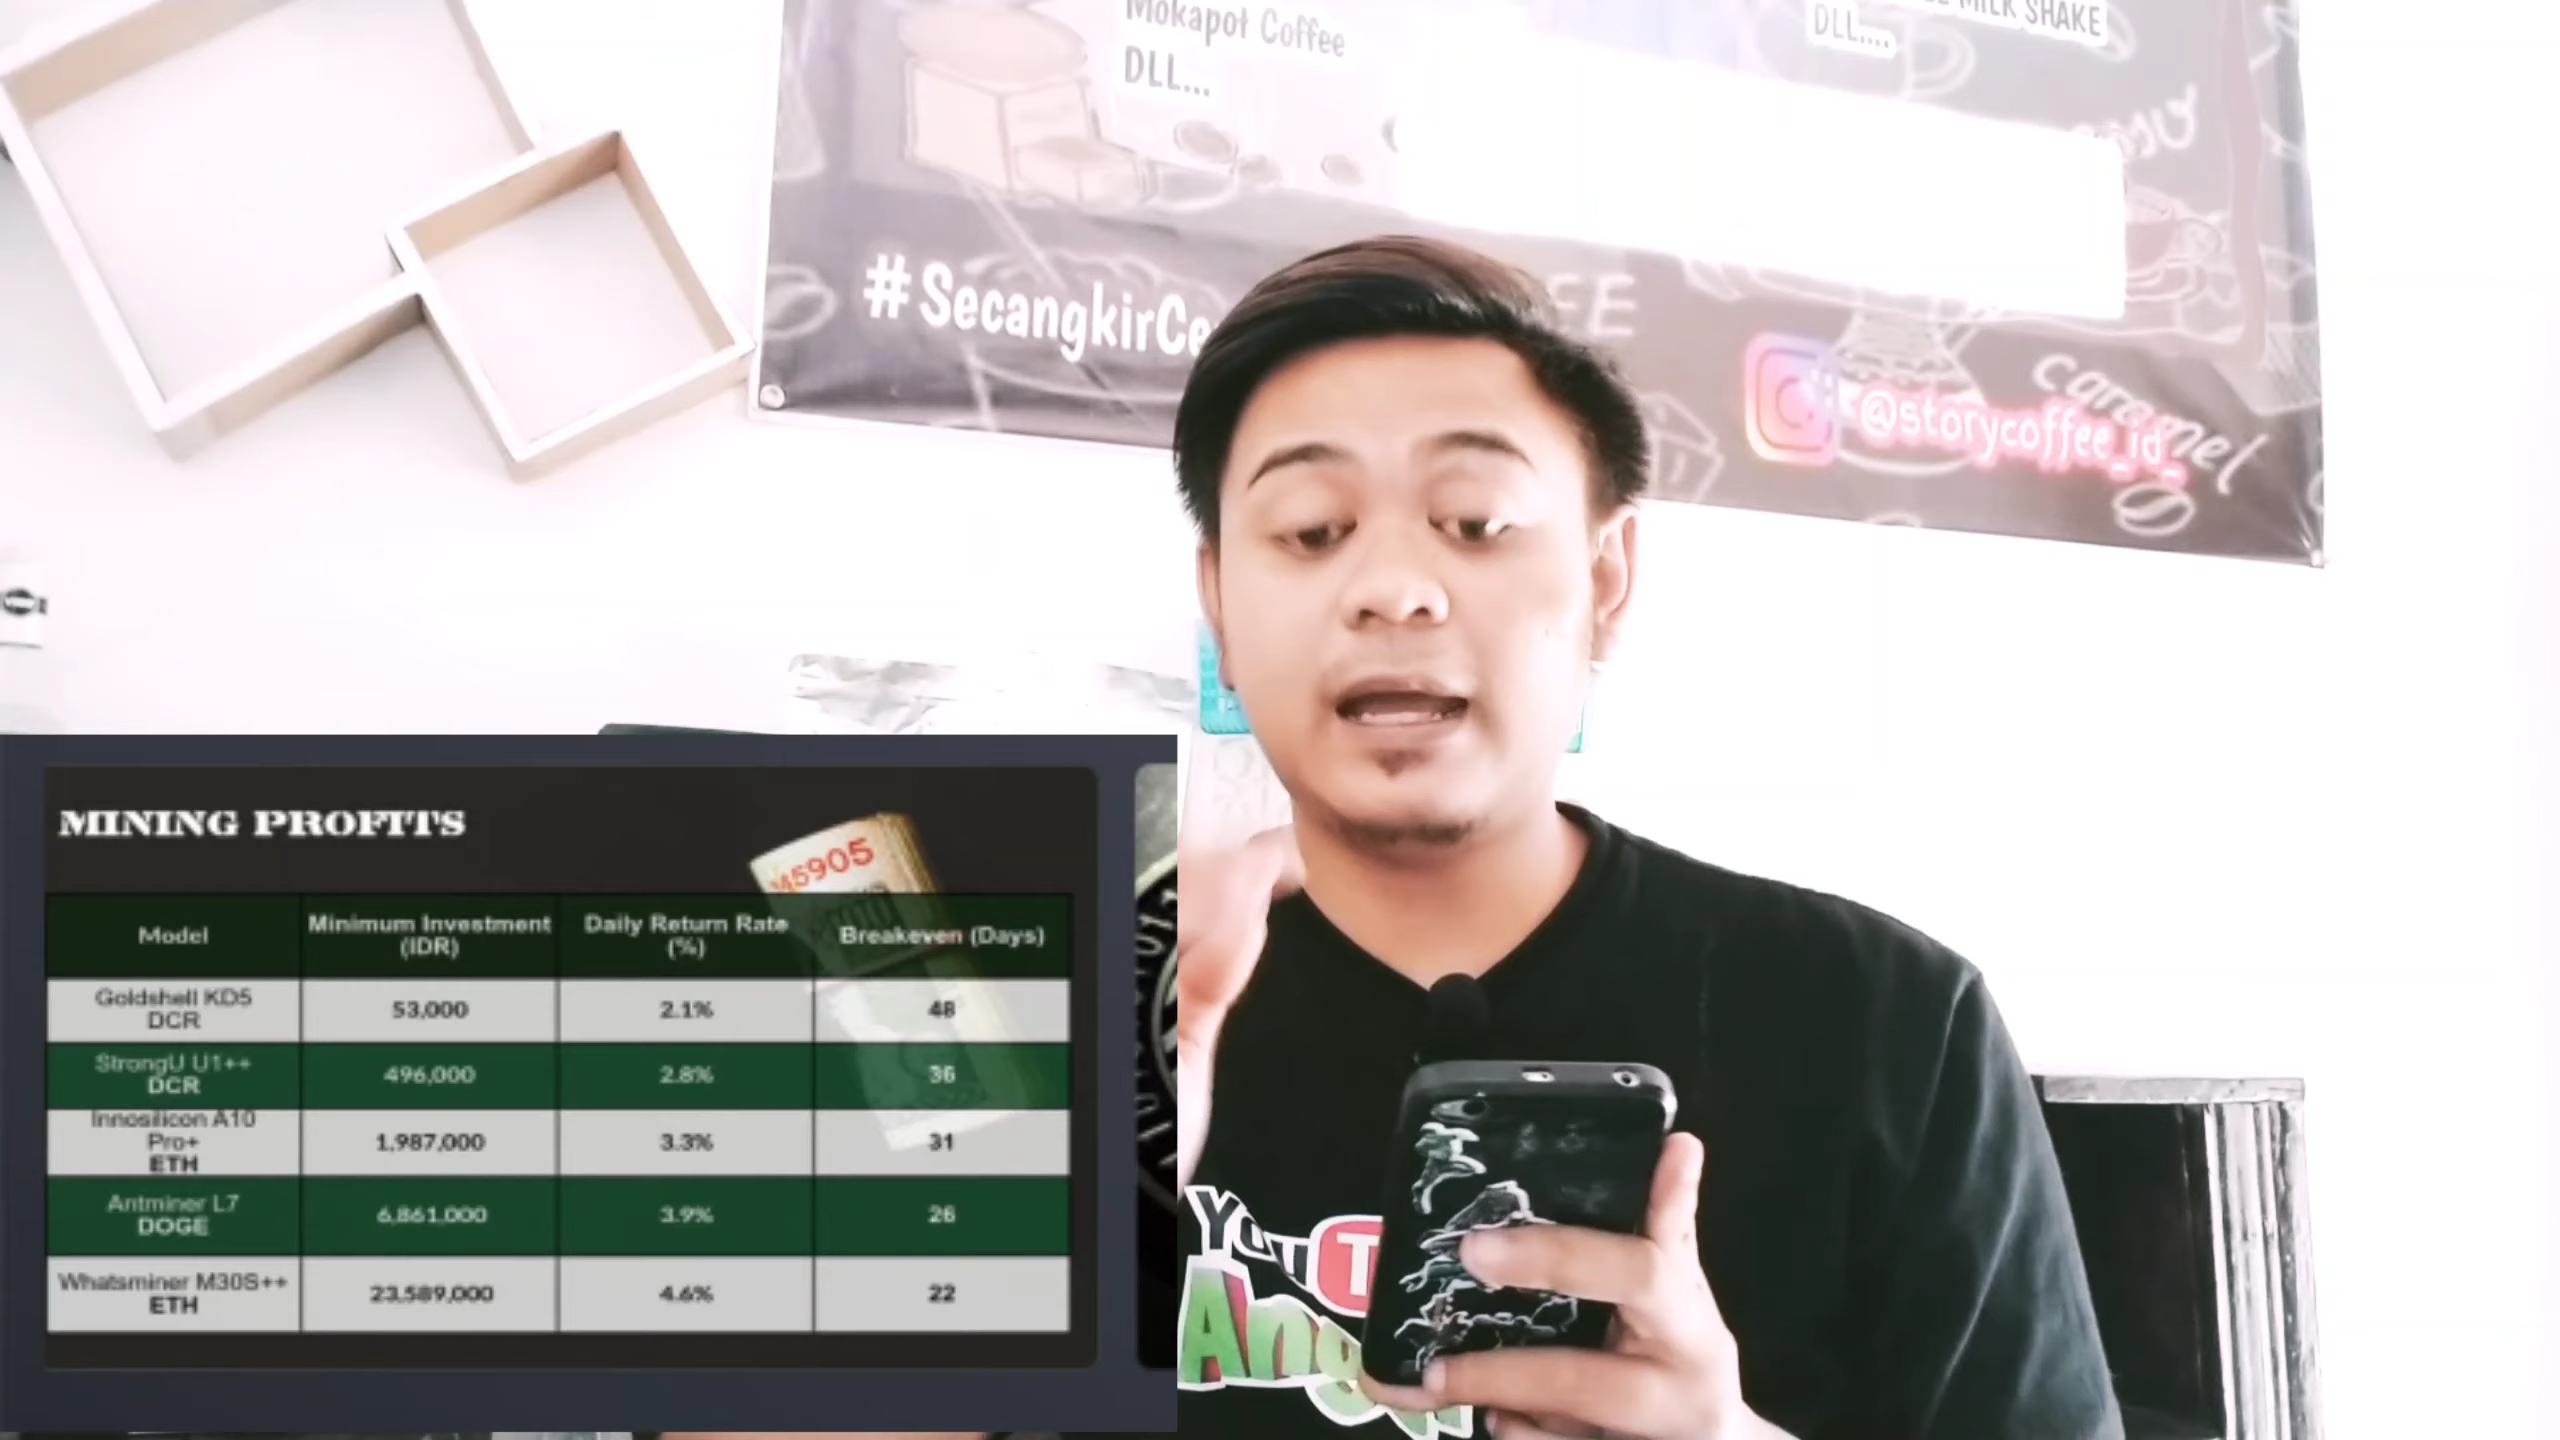 Mokapot Coffee
DLL...
MILK SHAKE
DLL....
#SecangkirCe
EE
@storycoffee_id_
caramel
MINING PROFITS
45905
Model
Minimum Investment
(IDR)
Daily Return Rate
(%)
Breakeven (Days)
Goldshell KD5
DCR
53,000
2.1%
48
StrongU U1++
DCR
496,000
2.8%
36
Innosilicon A10
Pro+
ETH
1,987,000
3.3%
31
Antminer L7
DOGE
6,861,000
3.9%
26
Whatsminer M30S++
ETH
23,589,000
4.6%
22
YOUT
Ang